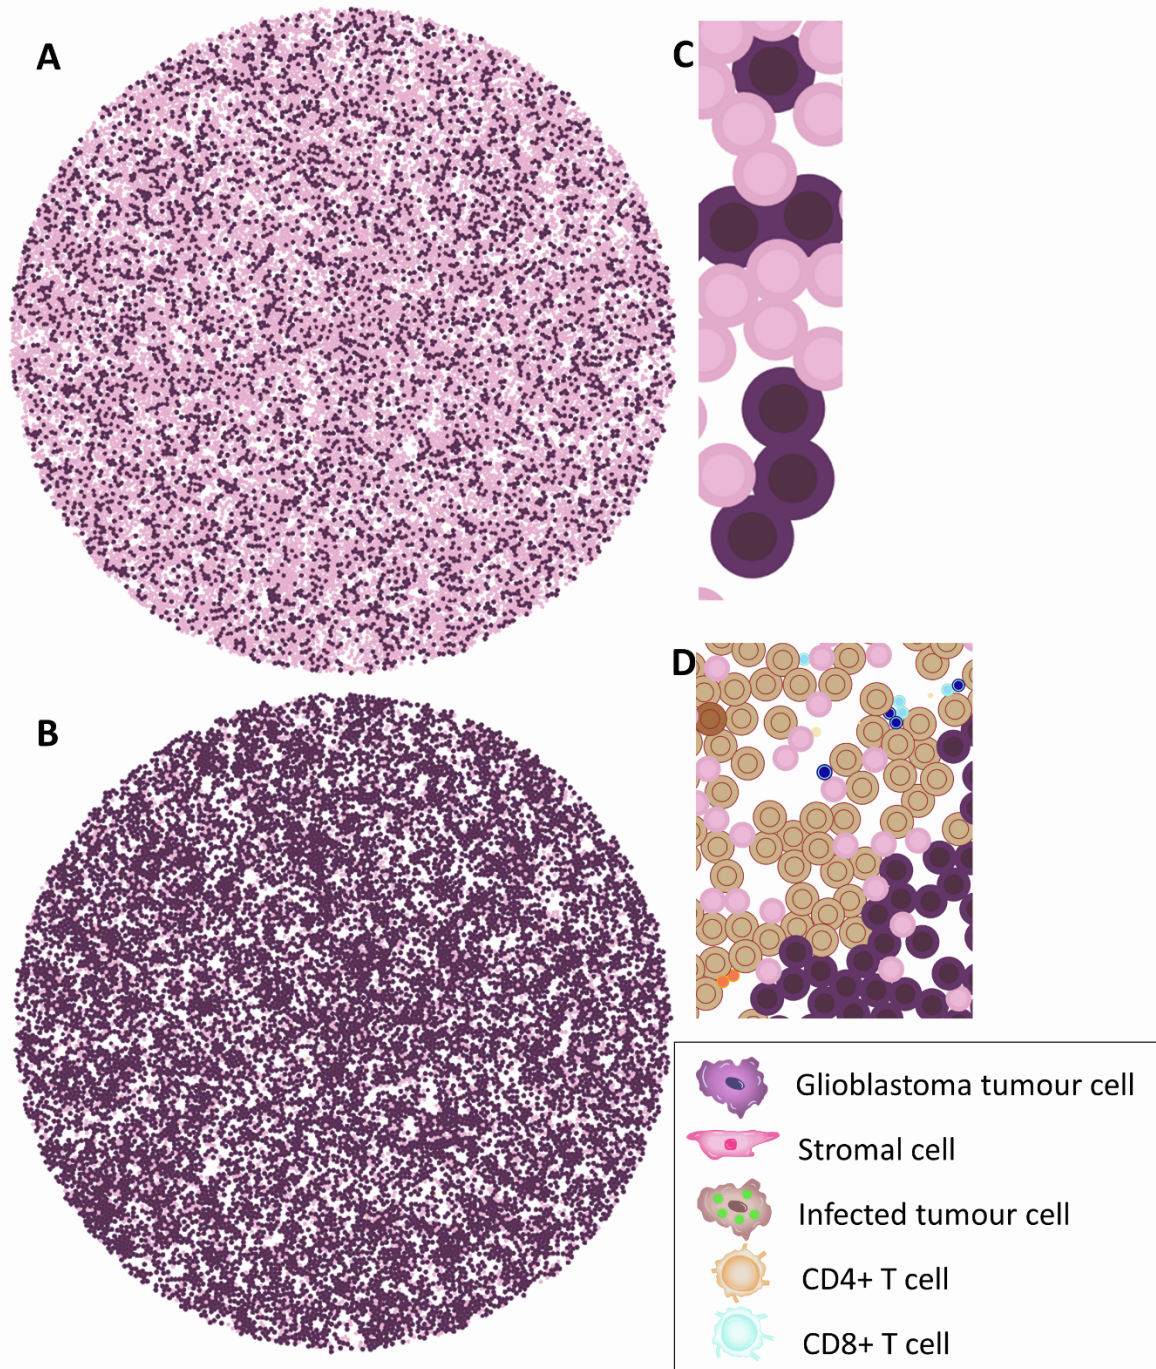 A
C
B
D
Glioblastoma tumour cell
Stromal cell
Infected tumour cell
CD4+ T cell
CD8+ T cell